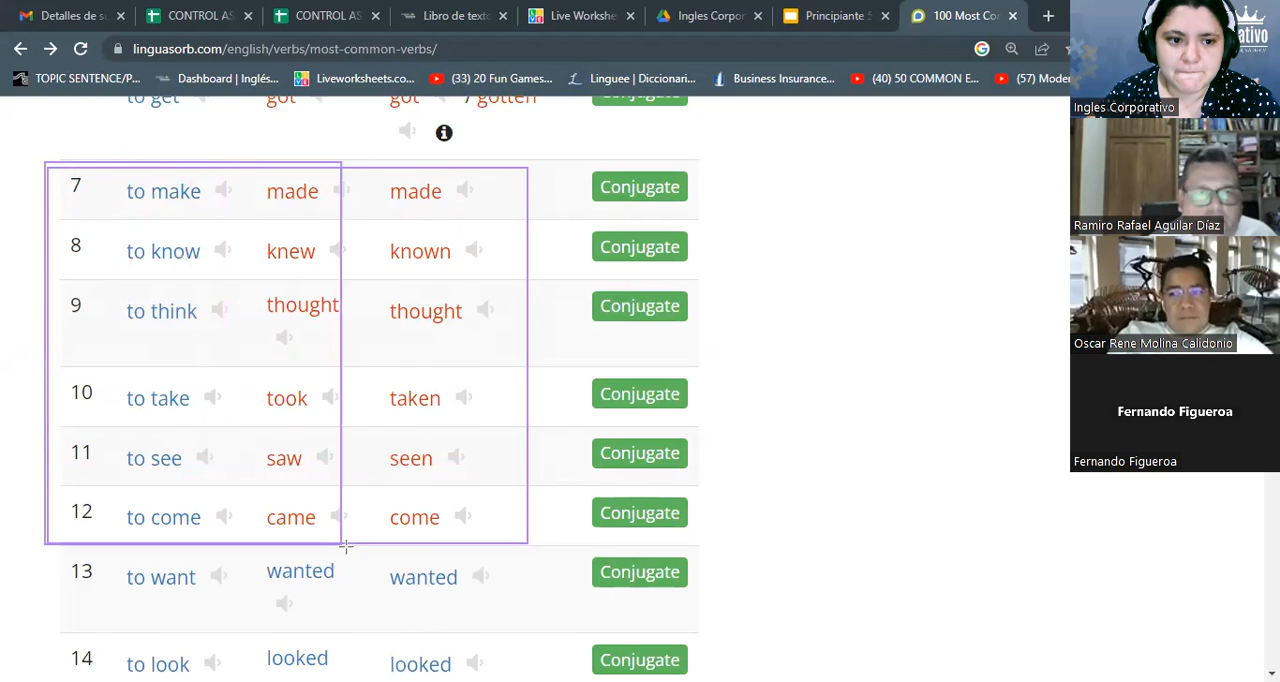 Detalles de su
CONTROL AS
CONTROL AS
Libro de texto
Live Workshe
Ingles Corpor
Principiante 5
100 Most Co
linguasorb.com/english/verbs/most-common-verbs/
TOPIC SENTENCE/P...
Dashboard | Inglés...
Liveworksheets.co...
(33) 20 Fun Games...
Linguee | Diccionari...
Business Insurance...
(40) 50 COMMON E...
(57) Moder
to get got got / gotten
7 to make made made Conjugate
8 to know knew known Conjugate
9 to think thought thought Conjugate
10 to take took taken Conjugate
11 to see saw seen Conjugate
12 to come came come Conjugate
13 to want wanted wanted Conjugate
14 to look looked looked Conjugate
Ingles Corporativo
Ramiro Rafael Aguilar Díaz
Oscar Rene Molina Calidonio
Fernando Figueroa
Fernando Figueroa